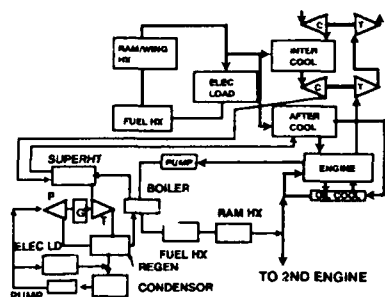 C
T
RAM/WING
HX
INTER
COOL
ELEC
LOAD
C
T
FUEL HX
AFTER
COOL
SUPERHT
PUMP
ENGINE
BOILER
OIL COOL
P
G
T
RAM HX
FUEL HX
ELEC LD
REGEN
TO 2ND ENGINE
CONDENSOR
PUMP